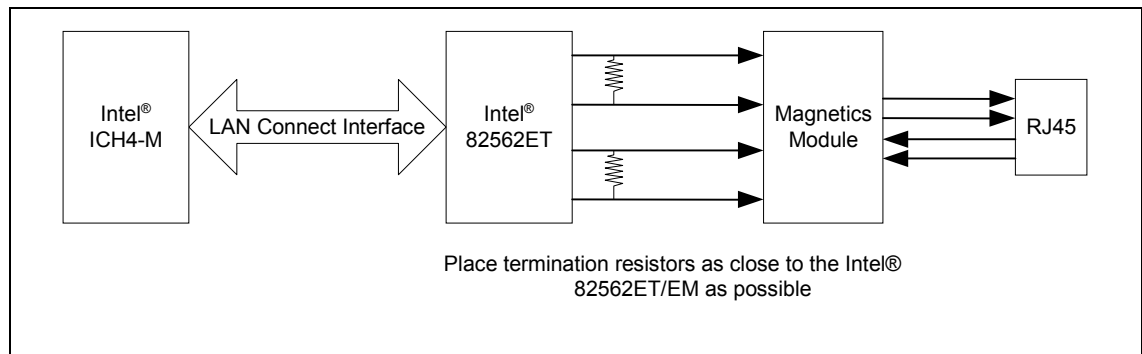 Intel®
ICH4-M
LAN Connect Interface
Intel®
82562ET
Magnetics
Module
RJ45
Place termination resistors as close to the Intel®
82562ET/EM as possible